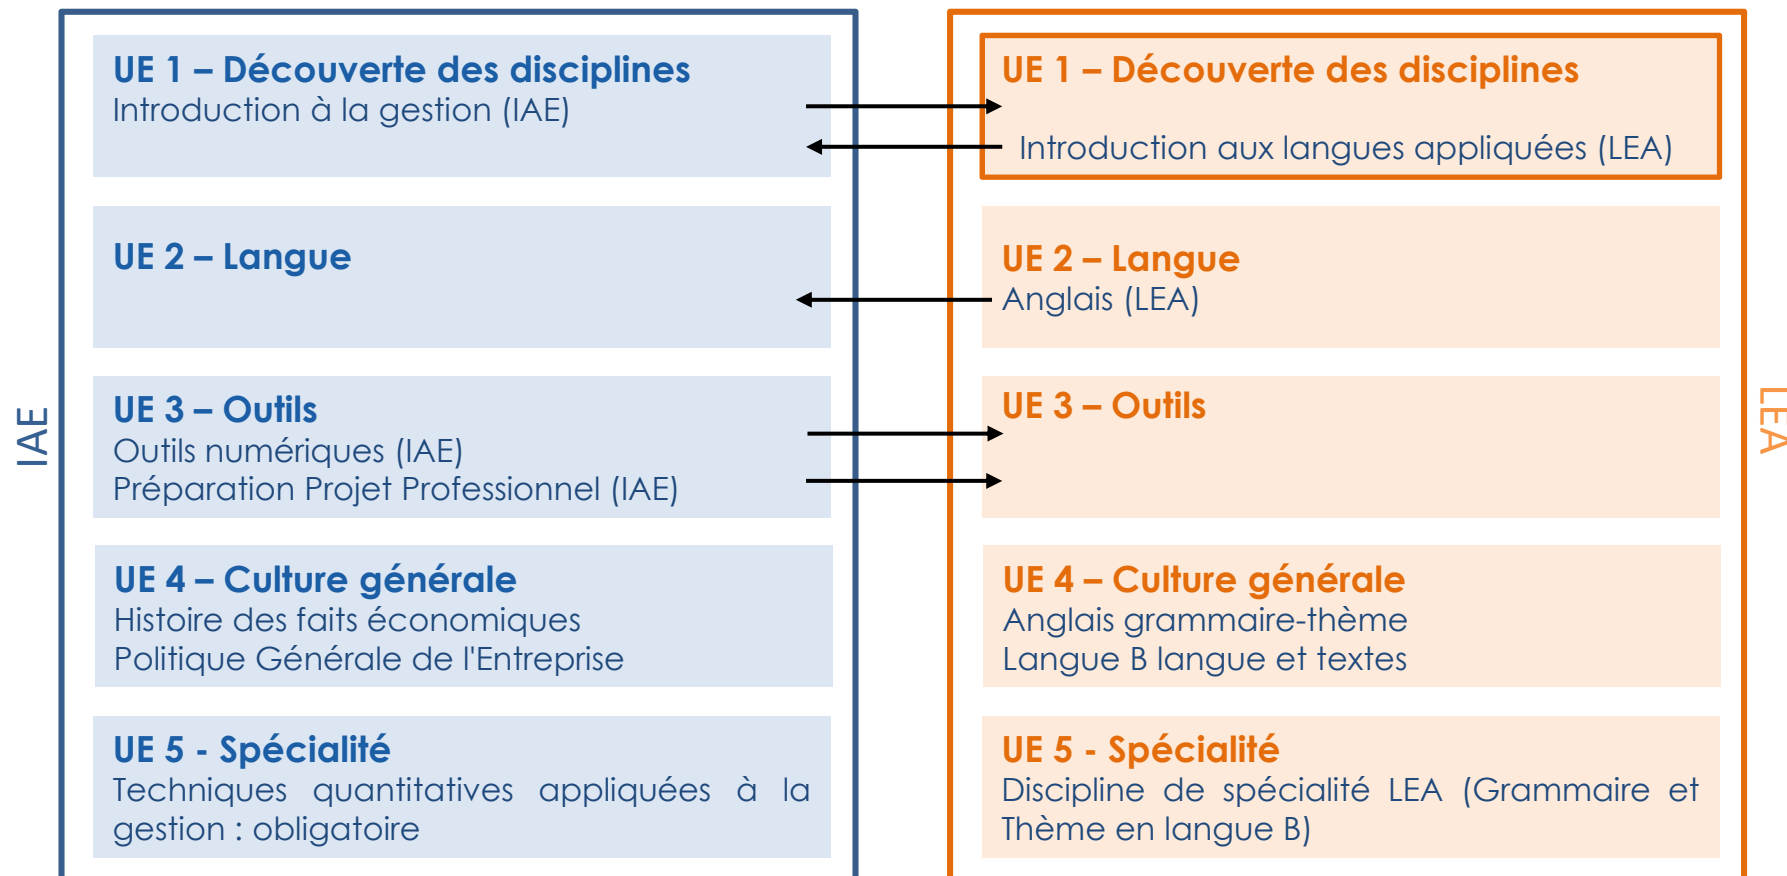 IAE
UE 1 – Découverte des disciplines
Introduction à la gestion (IAE)
UE 2 – Langue
UE 3 – Outils
Outils numériques (IAE)
Préparation Projet Professionnel (IAE)
UE 4 – Culture générale
Histoire des faits économiques
Politique Générale de l'Entreprise
UE 5 - Spécialité
Techniques quantitatives appliquées à la
gestion : obligatoire
UE 1 – Découverte des disciplines
Introduction aux langues appliquées (LEA)
UE 2 – Langue
Anglais (LEA)
UE 3 – Outils
UE 4 – Culture générale
Anglais grammaire-thème
Langue B langue et textes
UE 5 - Spécialité
Discipline de spécialité LEA (Grammaire et
Thème en langue B)
LEA